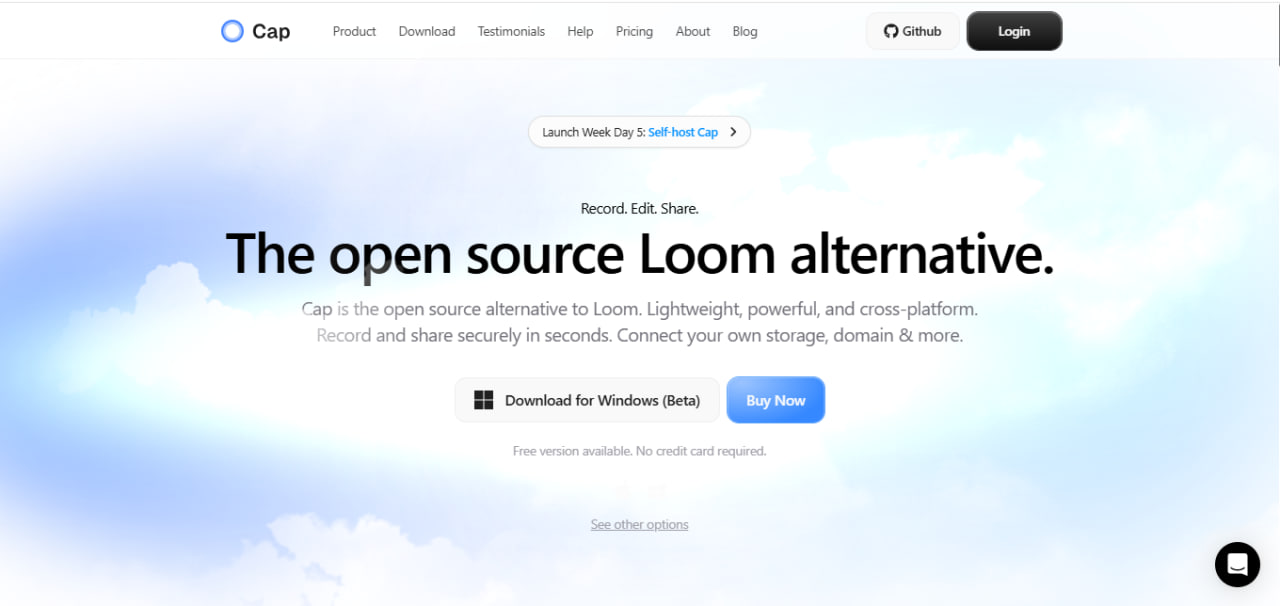 Cap Product Download Testimonials Help Pricing About Blog Github Login
Launch Week Day 5: Self-host Cap
Record. Edit. Share.
The open source Loom alternative.
Cap is the open source alternative to Loom. Lightweight, powerful, and cross-platform.
Record and share securely in seconds. Connect your own storage, domain & more.
Download for Windows (Beta) Buy Now
Free version available. No credit card required.
See other options